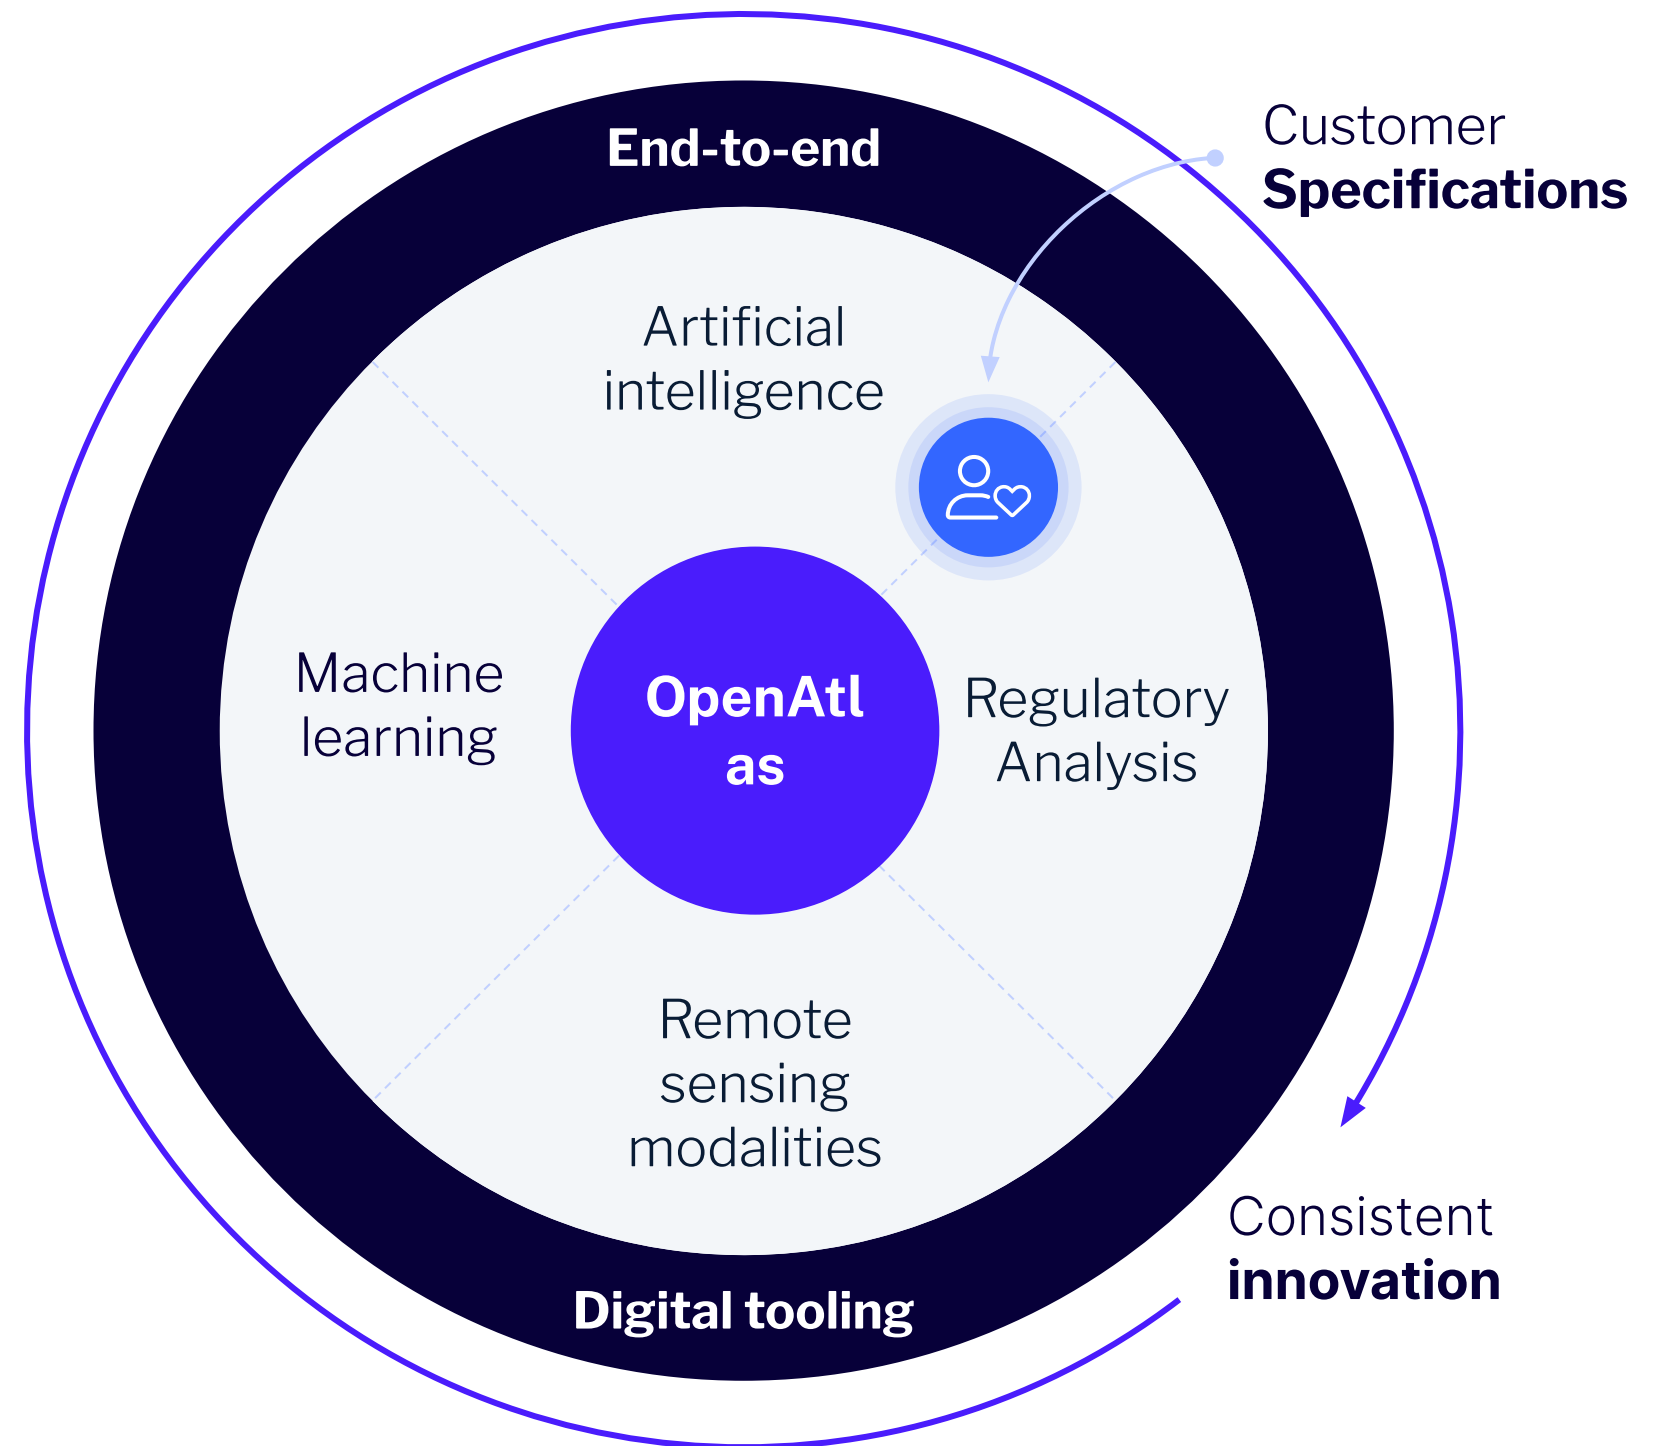 End-to-end
Customer
Specifications
Artificial
intelligence
Machine
learning
OpenAtl
as
Regulatory
Analysis
Remote
sensing
modalities
Consistent
innovation
Digital tooling